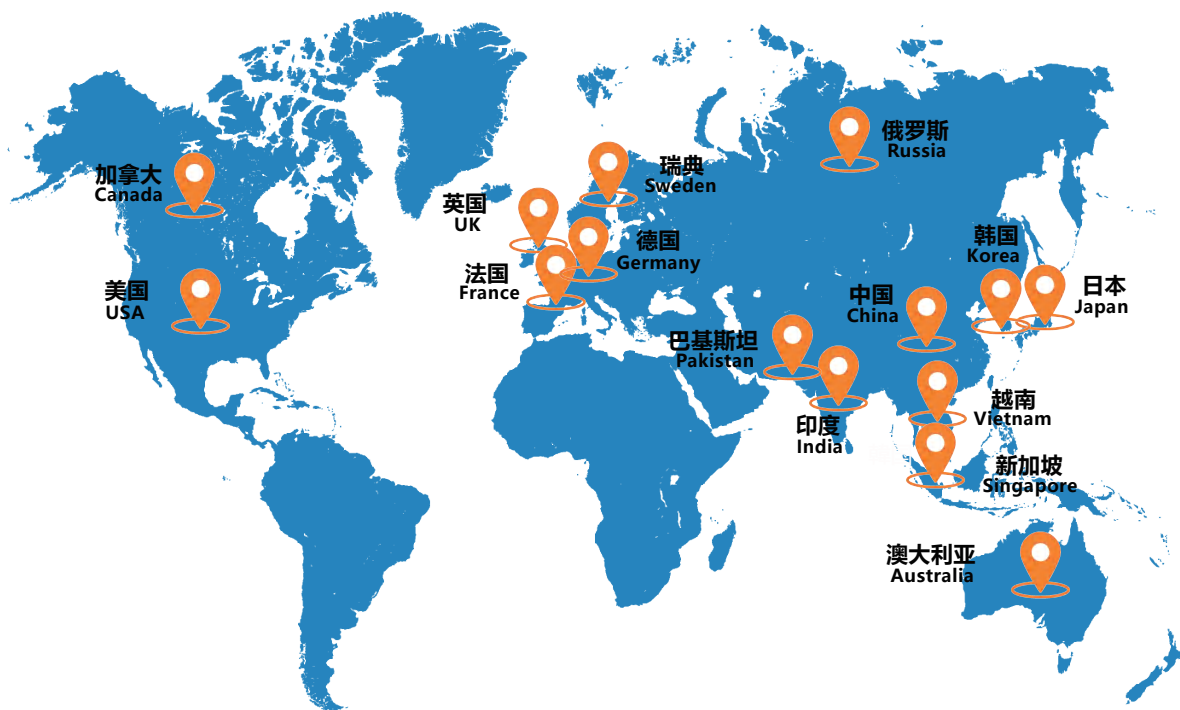 俄罗斯
Russia
加拿大
Canada
瑞典
Sweden
英国
UK
德国
Germany
韩国
Korea
法国
France
美国
USA
中国
China
日本
Japan
巴基斯坦
Pakistan
越南
Vietnam
印度
India
新加坡
Singapore
澳大利亚
Australia